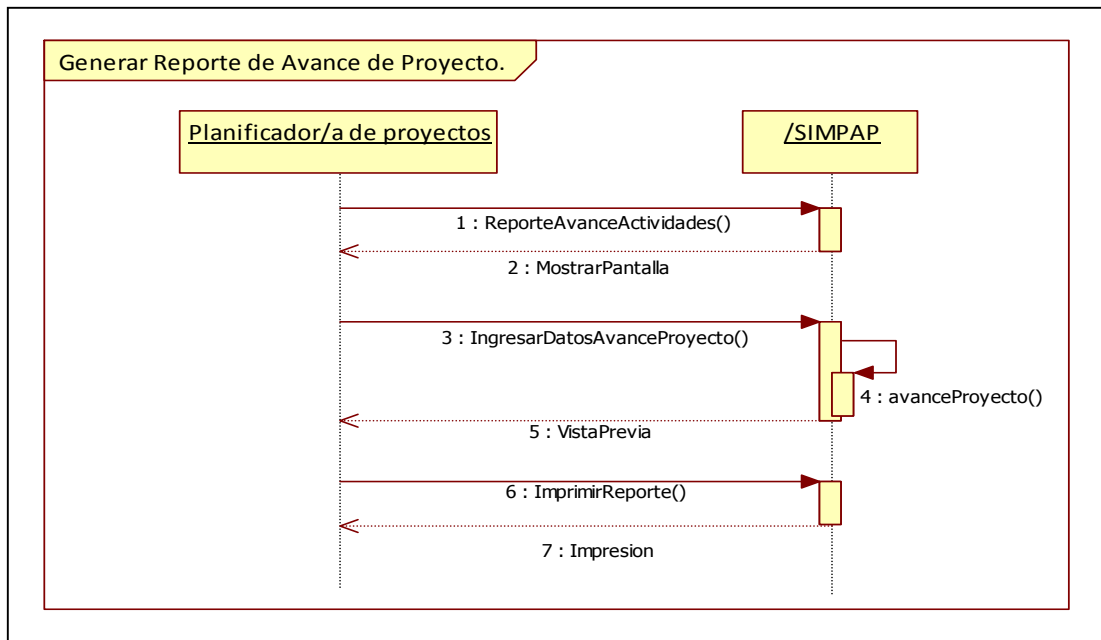 Generar Reporte de Avance de Proyecto.
Planificador/a de proyectos
/SIMPAP
1 : ReporteAvanceActividades()
2 : MostrarPantalla
3 : IngresarDatosAvanceProyecto()
4 : avanceProyecto()
5 : VistaPrevia
6 : ImprimirReporte()
7 : Impresion